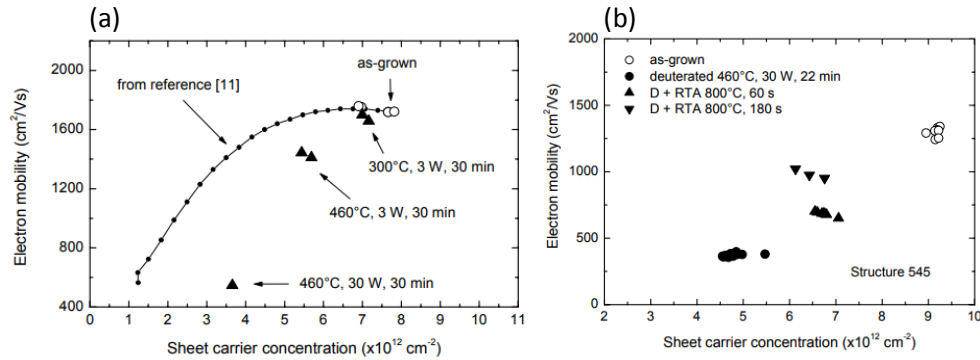 (a)
Electron mobility (cm²/Vs)
2000
1600
1200
800
400
from reference [11]
as-grown
300°C, 3 W, 30 min
460°C, 3 W, 30 min
460°C, 30 W, 30 min
0 1 2 3 4 5 6 7 8 9 10 11
Sheet carrier concentration (x10¹² cm⁻²)
(b)
Electron mobility (cm²/Vs)
2000
1500
1000
500
0
as-grown
deuterated 460°C, 30 W, 22 min
D + RTA 800°C, 60 s
D + RTA 800°C, 180 s
Structure 545
2 3 4 5 6 7 8 9 10
Sheet carrier concentration (x10¹² cm⁻²)